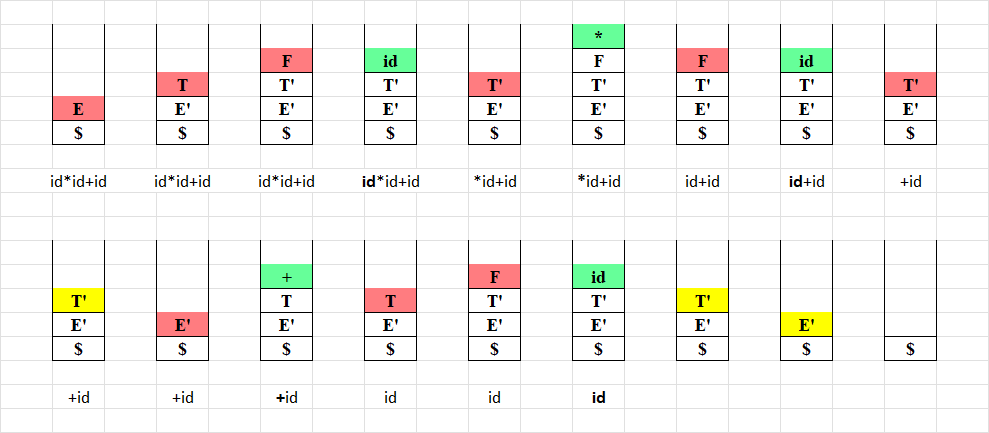 *
F id F F id
T T' T' T' T' T' T' T'
E E' E' E' E' E' E' E' E'
$ $ $ $ $ $ $ $ $
id*id+id id*id+id id*id+id id*id+id *id+id *id+id id+id id+id +id
+ F id
T' T T T' T' T'
E' E' E' E' E' E' E' E'
$ $ $ $ $ $ $ $ $
+id +id +id id id id